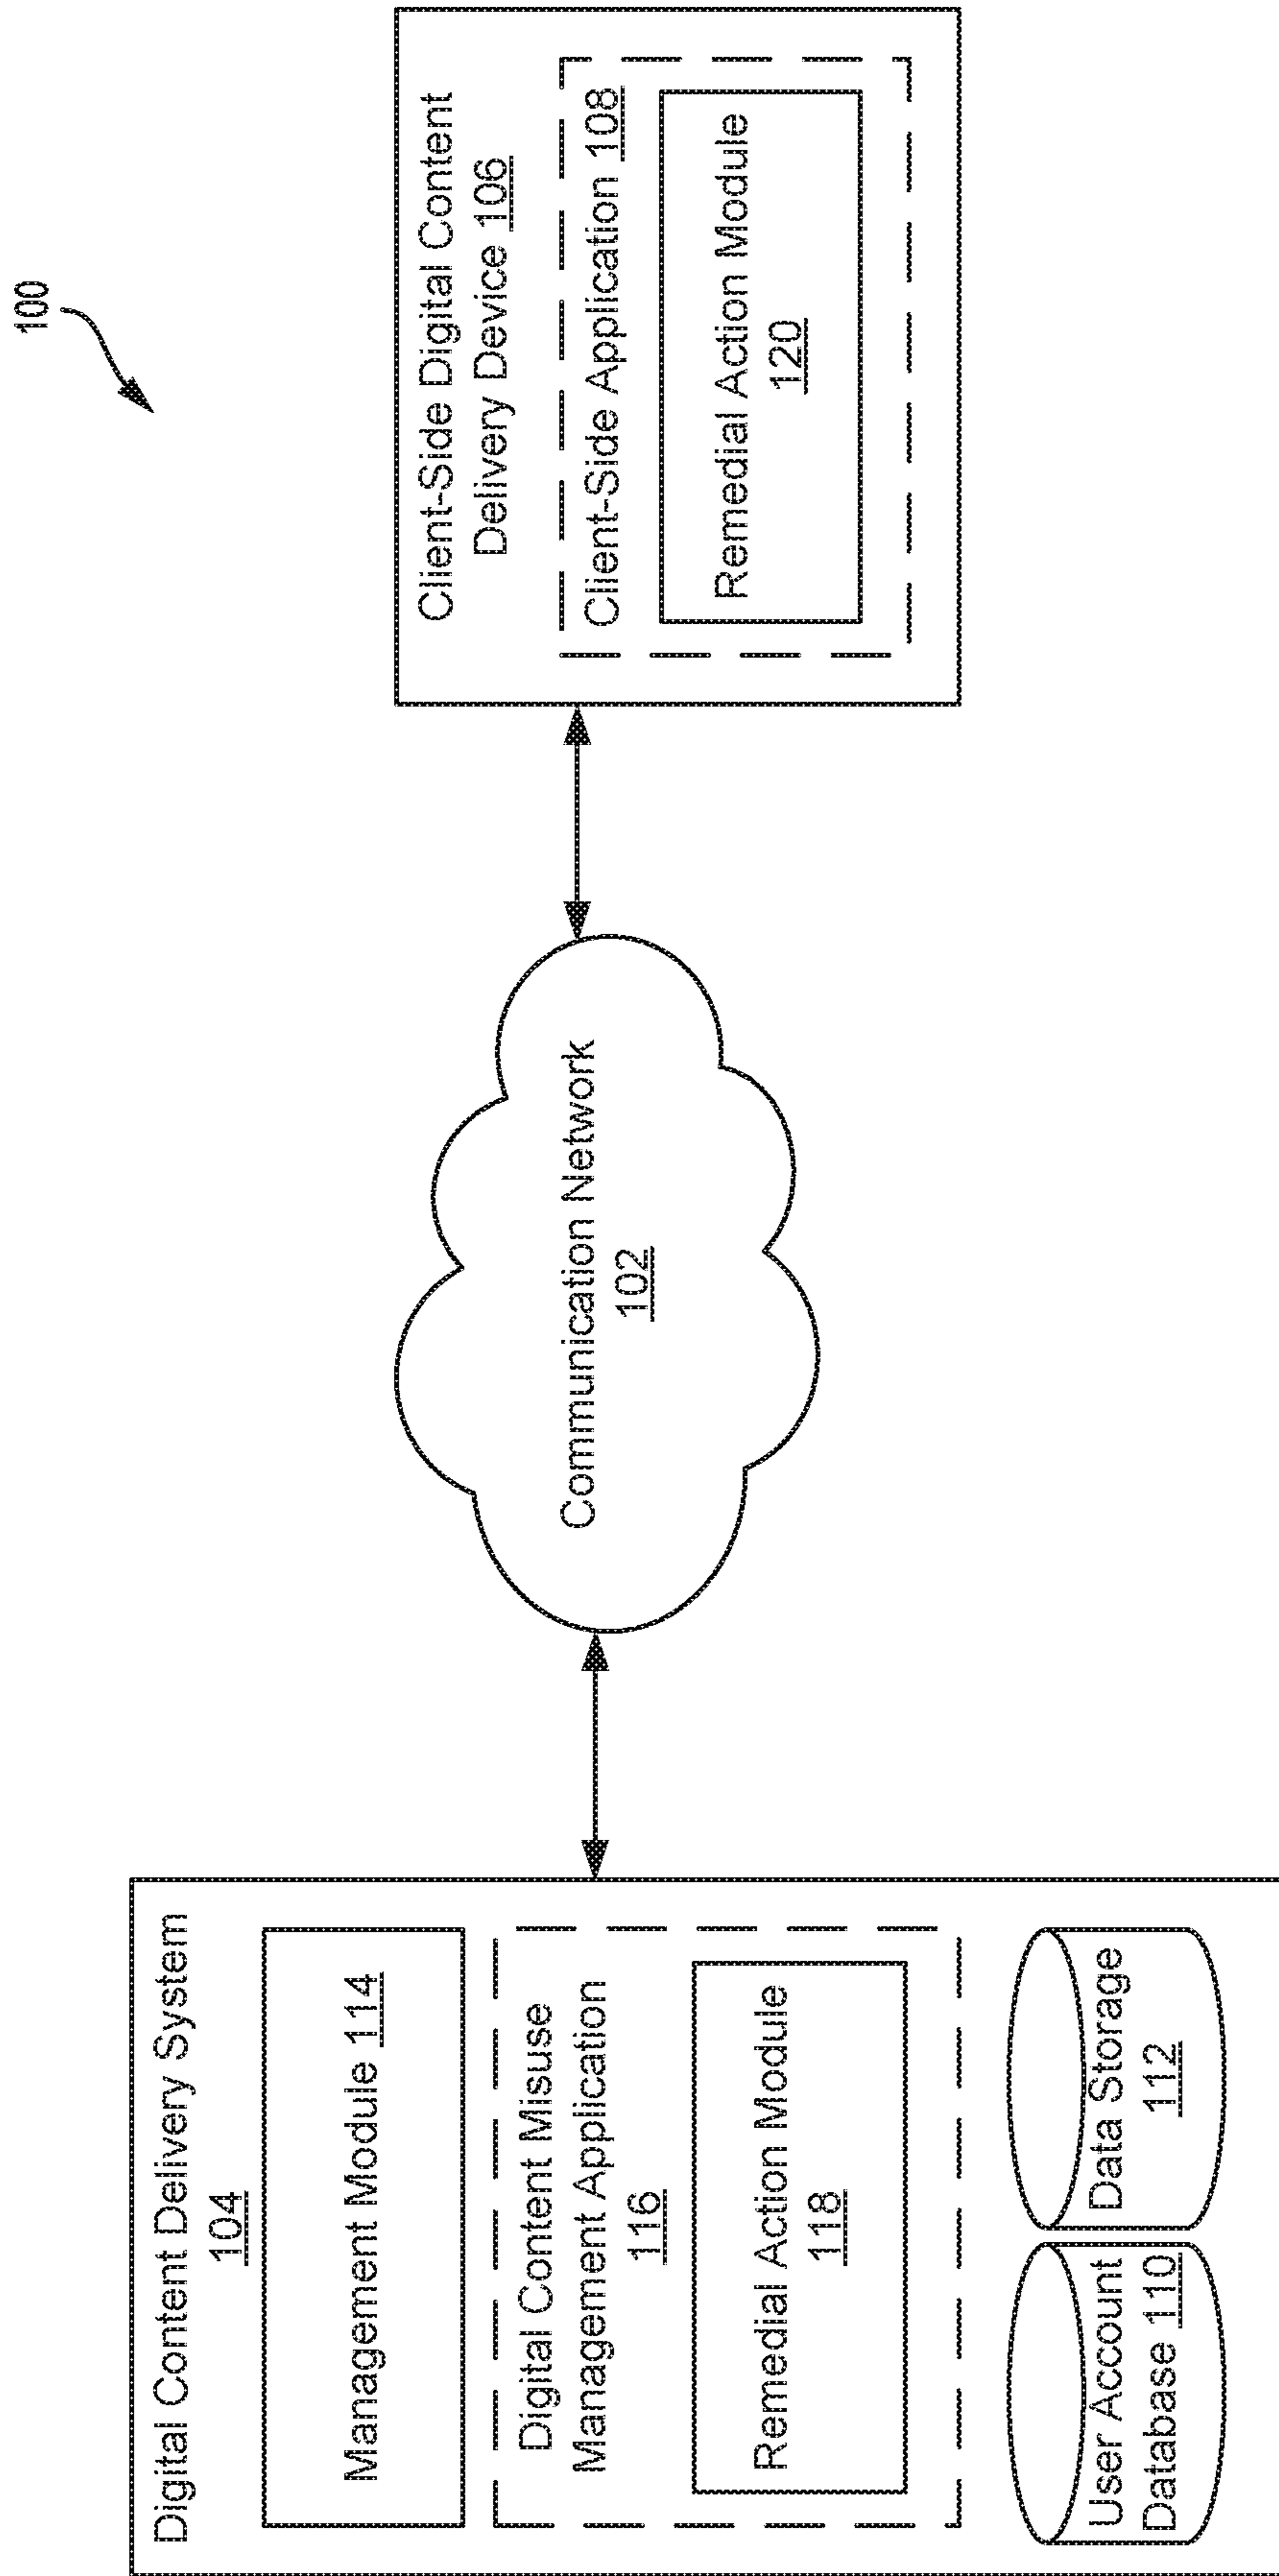 100
Digital Content Delivery System
104
Management Module 114
Digital Content Misuse
Management Application
116
Remedial Action Module
118
User Account
Database 110
Data Storage
112
Communication Network
102
Client-Side Digital Content
Delivery Device 106
Client-Side Application 108
Remedial Action Module
120